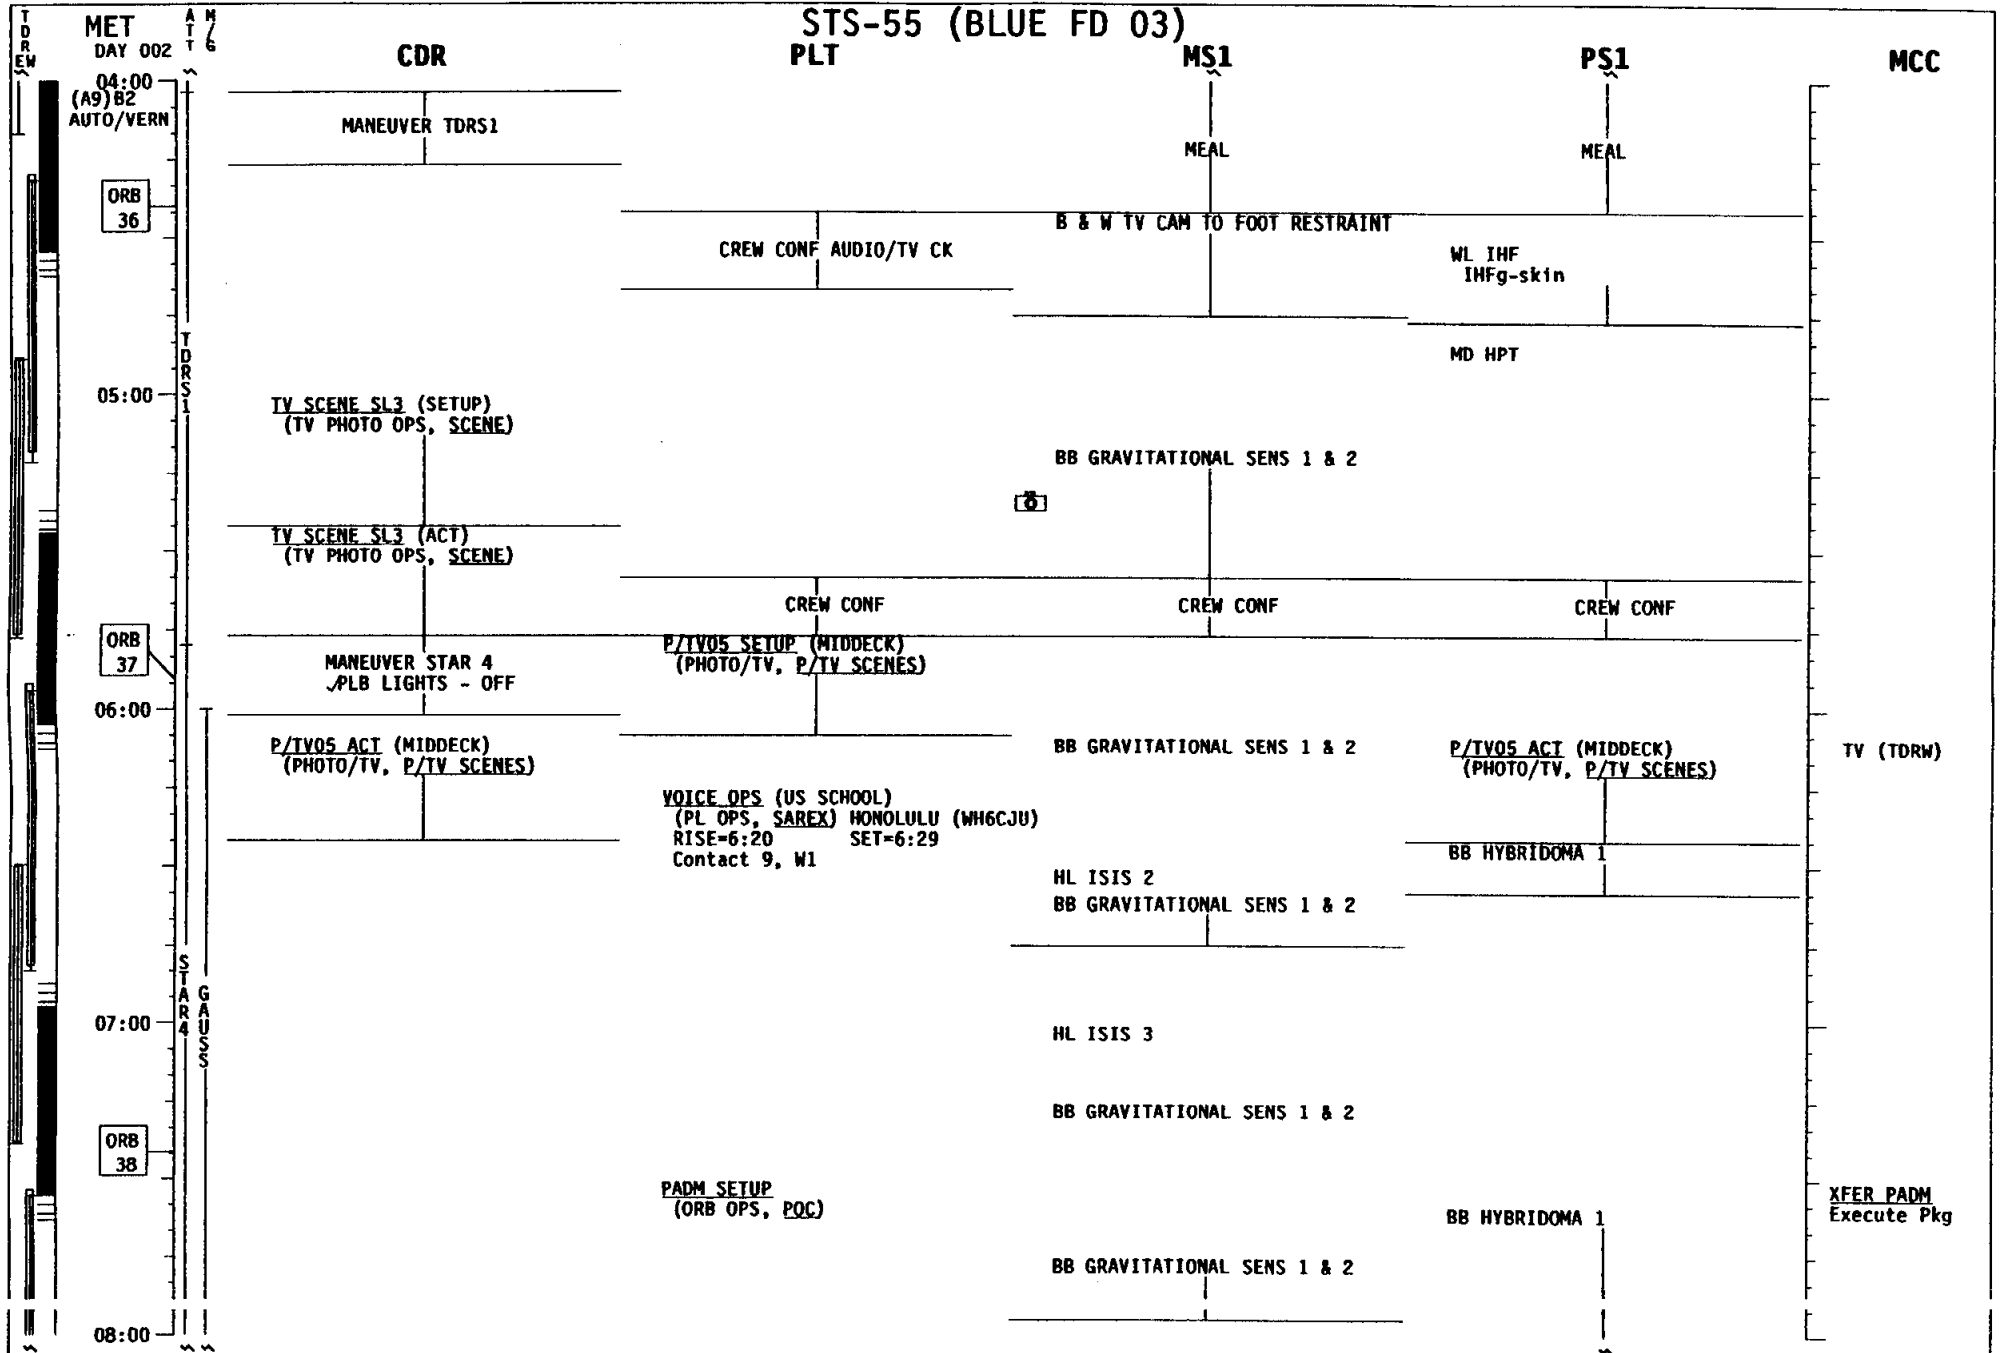 STS-55 (BLUE FD 03)
TDREW
MET
DAY 002
ATT
M/G
CDR
PLT
MS1
PS1
MCC
04:00
(A9)B2
AUTO/VERN
ORB
36
05:00
ORB
37
06:00
07:00
ORB
38
08:00
TDRS1
STAR4
GAUSS
MANEUVER TDRS1
TV SCENE SL3 (SETUP)
(TV PHOTO OPS, SCENE)
TV SCENE SL3 (ACT)
(TV PHOTO OPS, SCENE)
MANEUVER STAR 4
✓PLB LIGHTS - OFF
P/TV05 ACT (MIDDECK)
(PHOTO/TV, P/TV SCENES)
CREW CONF AUDIO/TV CK
CREW CONF
P/TV05 SETUP (MIDDECK)
(PHOTO/TV, P/TV SCENES)
VOICE OPS (US SCHOOL)
(PL OPS, SAREX) HONOLULU (WH6CJU)
RISE=6:20 SET=6:29
Contact 9, W1
PADM SETUP
(ORB OPS, POC)
MEAL
B & W TV CAM TO FOOT RESTRAINT
BB GRAVITATIONAL SENS 1 & 2
CREW CONF
BB GRAVITATIONAL SENS 1 & 2
HL ISIS 2
BB GRAVITATIONAL SENS 1 & 2
HL ISIS 3
BB GRAVITATIONAL SENS 1 & 2
BB GRAVITATIONAL SENS 1 & 2
MEAL
WL IHF
IHFg-skin
MD HPT
CREW CONF
P/TV05 ACT (MIDDECK)
(PHOTO/TV, P/TV SCENES)
BB HYBRIDOMA 1
BB HYBRIDOMA 1
TV (TDRW)
XFER PADM
Execute Pkg